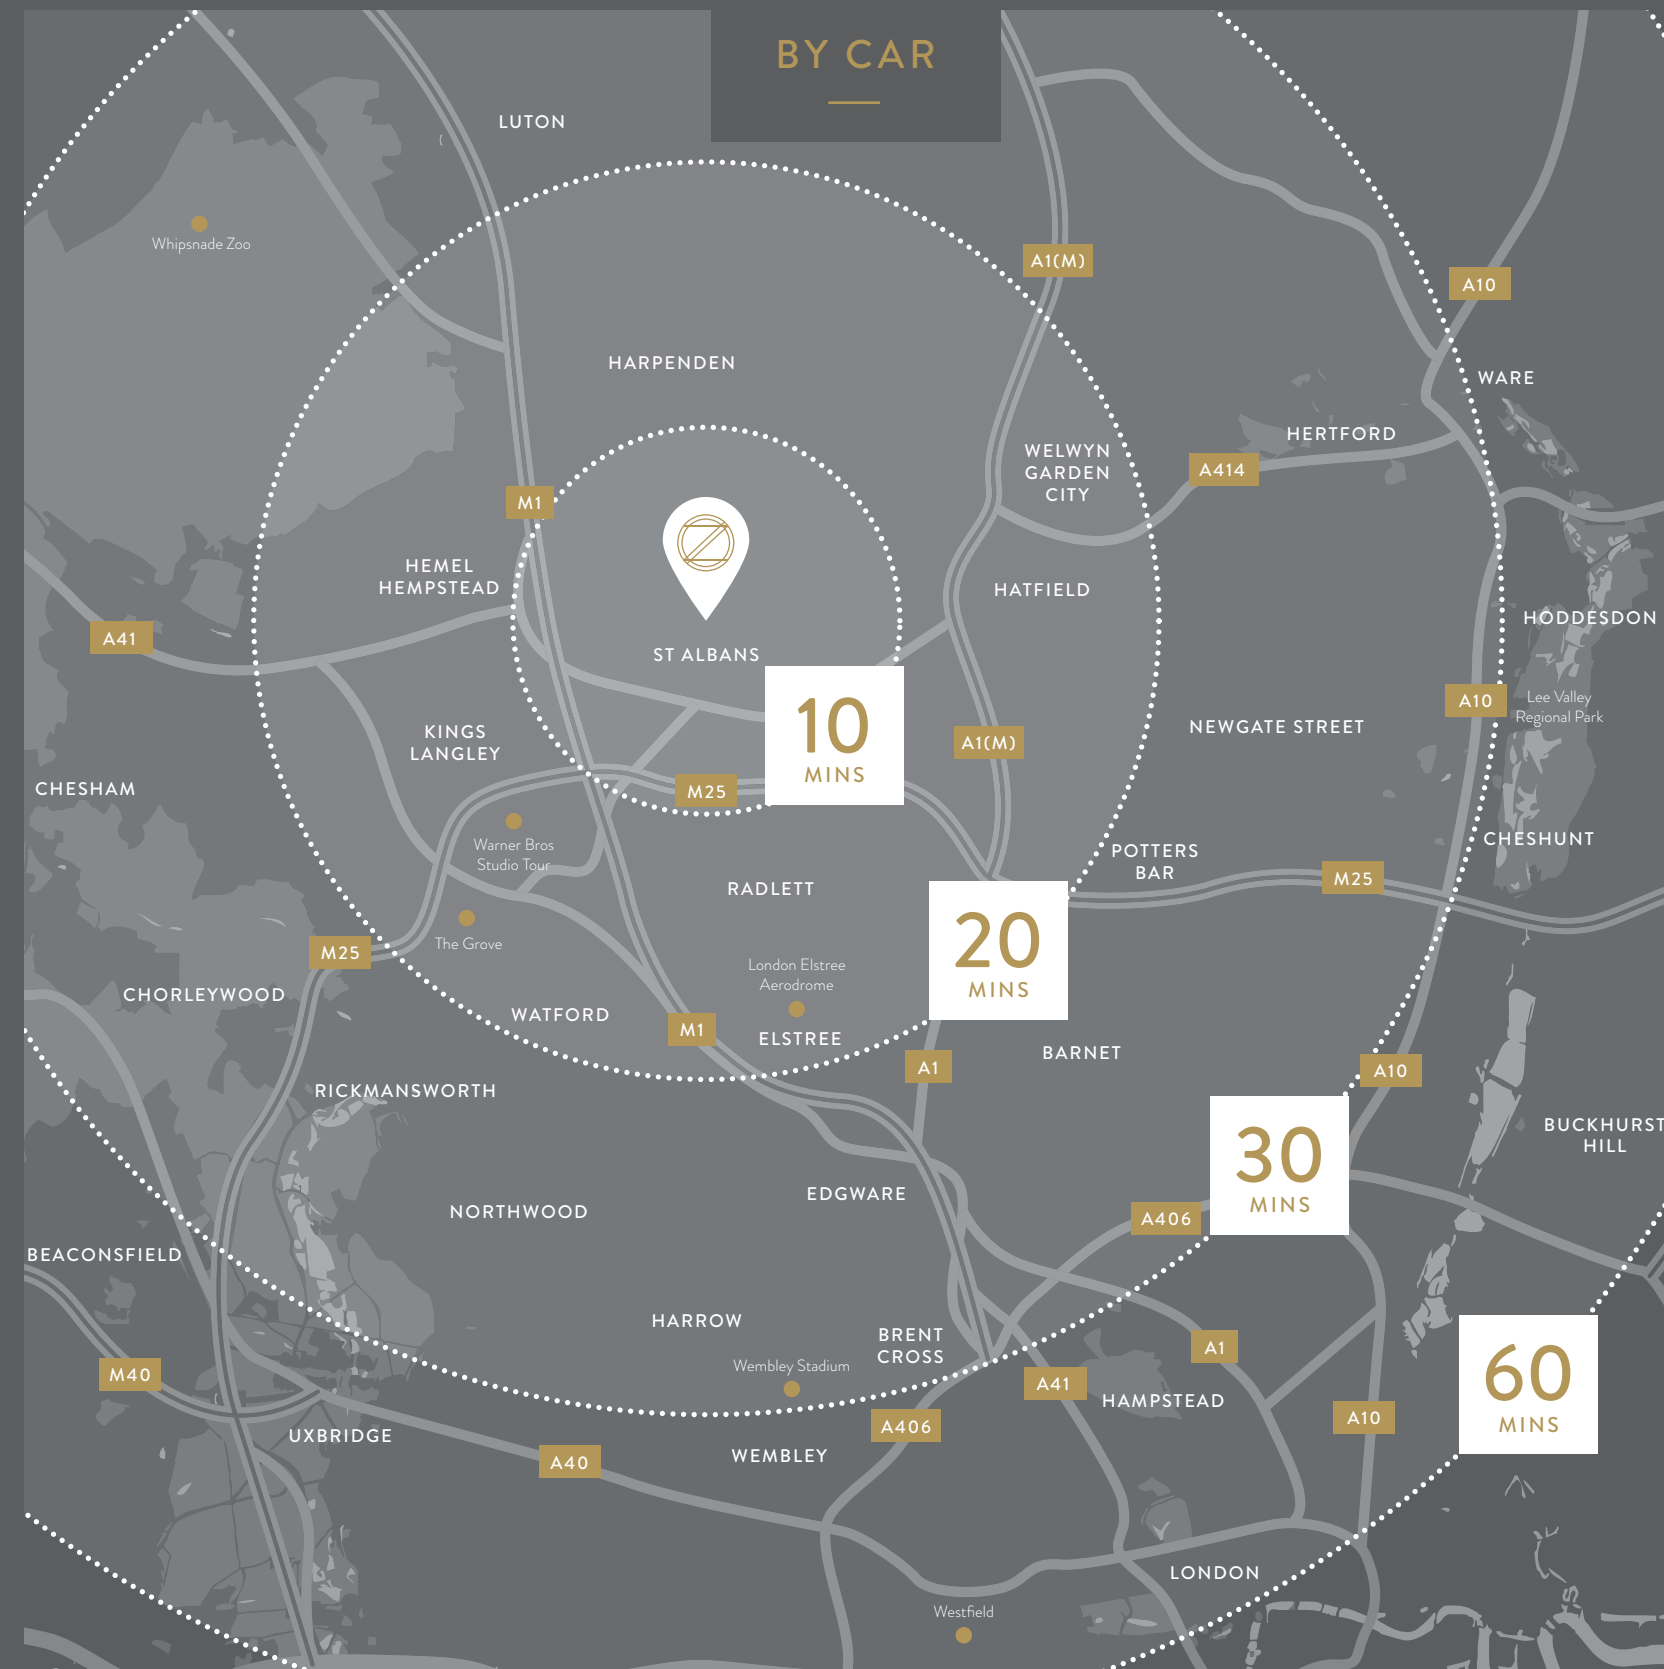 BY CAR
LUTON
Whipsnade Zoo
A1(M)
A10
HARPENDEN
WARE
HERTFORD
WELWYN
GARDEN
CITY
A414
M1
HEMEL
HEMPSTEAD
HATFIELD
HODDESDON
A41
ST ALBANS
10
MINS
A10
Lee Valley
Regional Park
NEWGATE STREET
KINGS
LANGLEY
A1(M)
CHESHAM
M25
Warner Bros
Studio Tour
CHESHUNT
POTTERS
BAR
M25
RADLETT
20
MINS
The Grove
M25
London Elstree
Aerodrome
CHORLEYWOOD
WATFORD
M1
ELSTREE
BARNET
A1
A10
RICKMANSWORTH
BUCKHURST
HILL
30
MINS
EDGWARE
NORTHWOOD
A406
BEACONSFIELD
HARROW
BRENT
CROSS
A1
Wembley Stadium
M40
A41
60
MINS
HAMPSTEAD
A10
A406
UXBRIDGE
WEMBLEY
A40
LONDON
Westfield